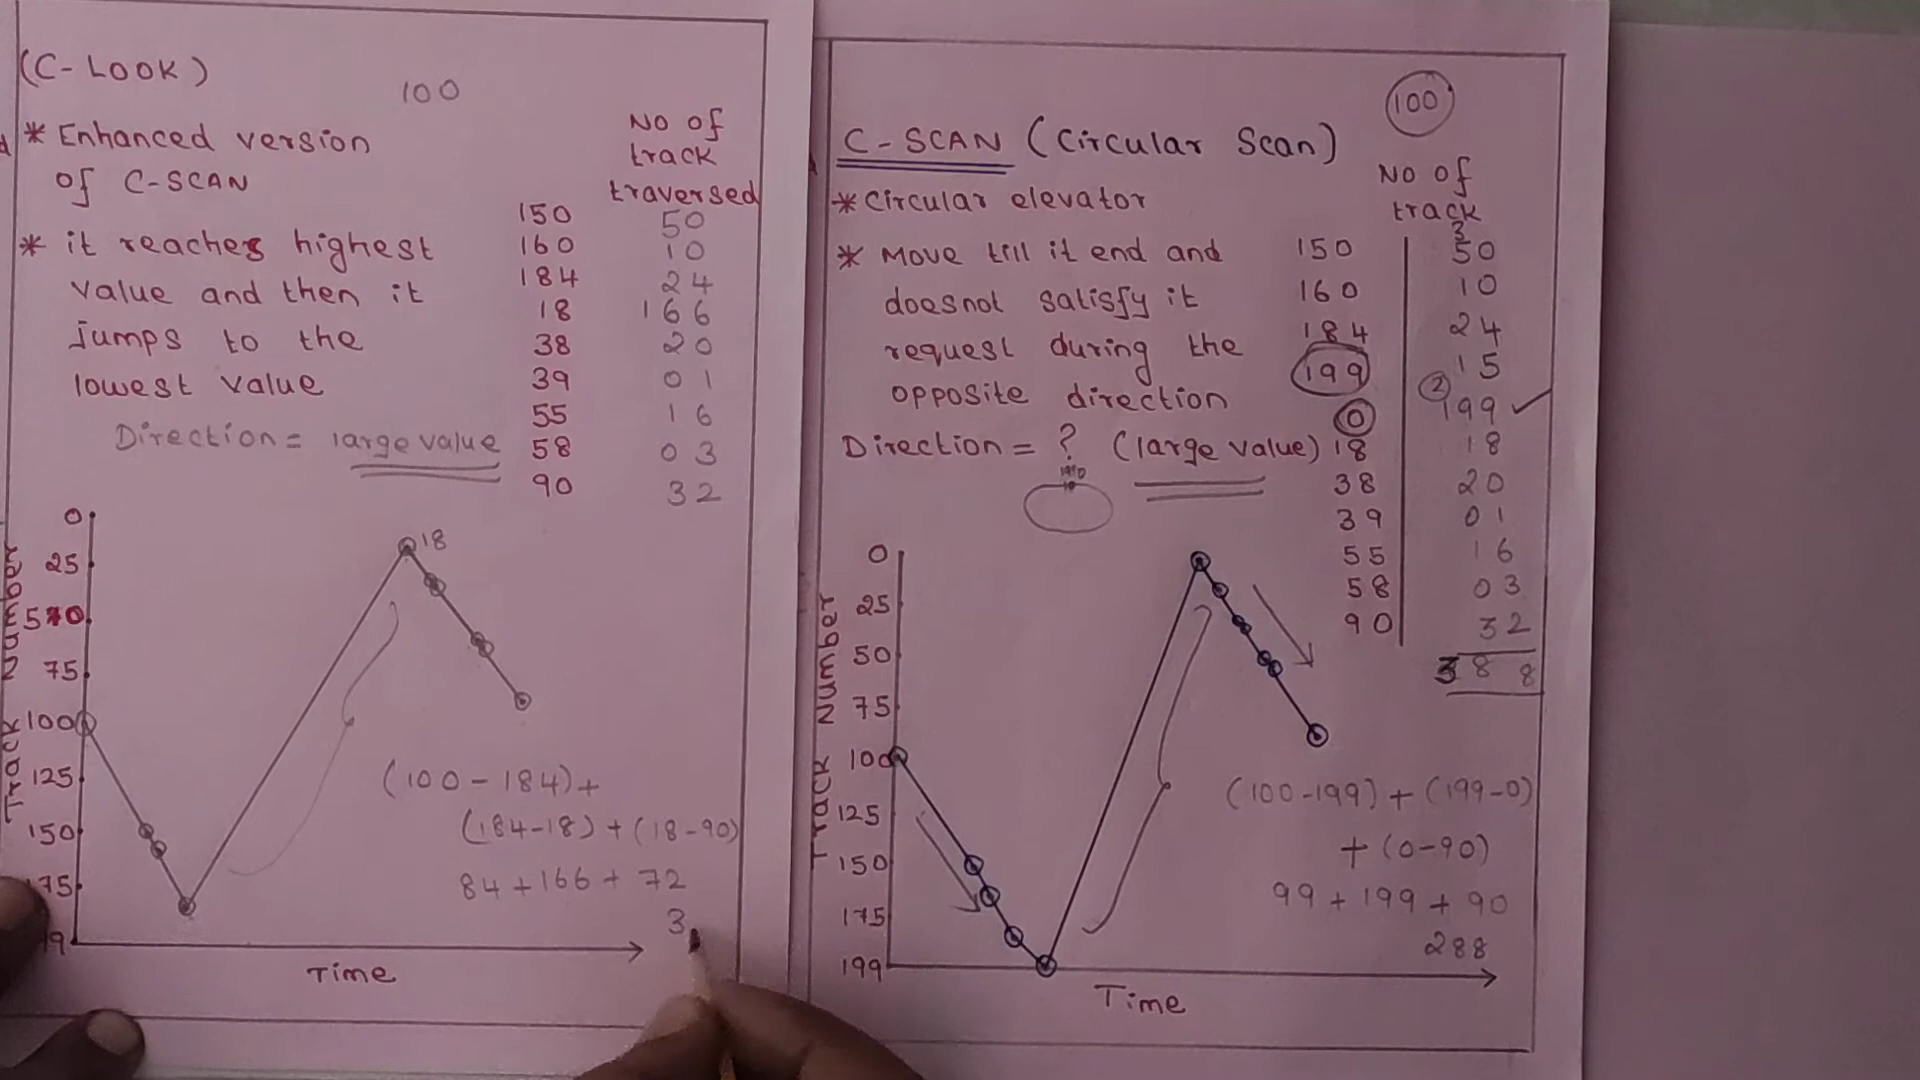 (C-LOOK)
100
* Enhanced version
of C-SCAN
* it reaches highest
value and then it
jumps to the
lowest value
Direction = large value
No of
track
traversed
150 50
160 10
184 24
18 166
38 20
39 01
55 16
58 03
90 32
0
25
75
100
125
150
18
Track Number
Time
(100-184)+
(184-18)+(18-90)
84+166+72
3
100
C-SCAN (Circular Scan)
* Circular elevator
* Move till it end and
doesnot satisfy it
request during the
opposite direction
Direction = ? (large value)
No of
track
3
150 50
160 10
184 24
199 15
0 2 199
18 18
38 20
39 01
55 16
58 03
90 32
388
0
25
50
75
100
125
150
175
199
Track Number
Time
(100-199)+(199-0)
+(0-90)
99+199+90
288